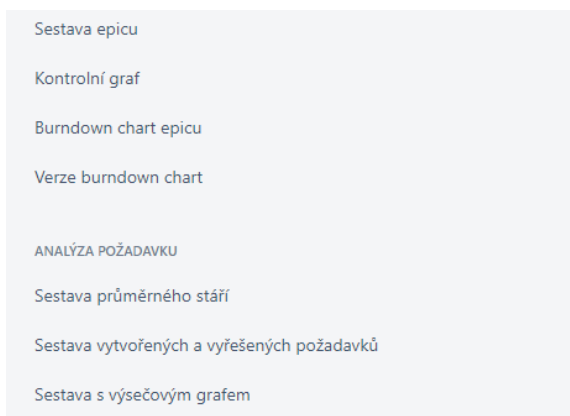 Sestava epicu
Kontrolní graf
Burndown chart epicu
Verze burndown chart
ANALÝZA POŽADAVKU
Sestava průměrného stáří
Sestava vytvořených a vyřešených požadavků
Sestava s výsečovým grafem